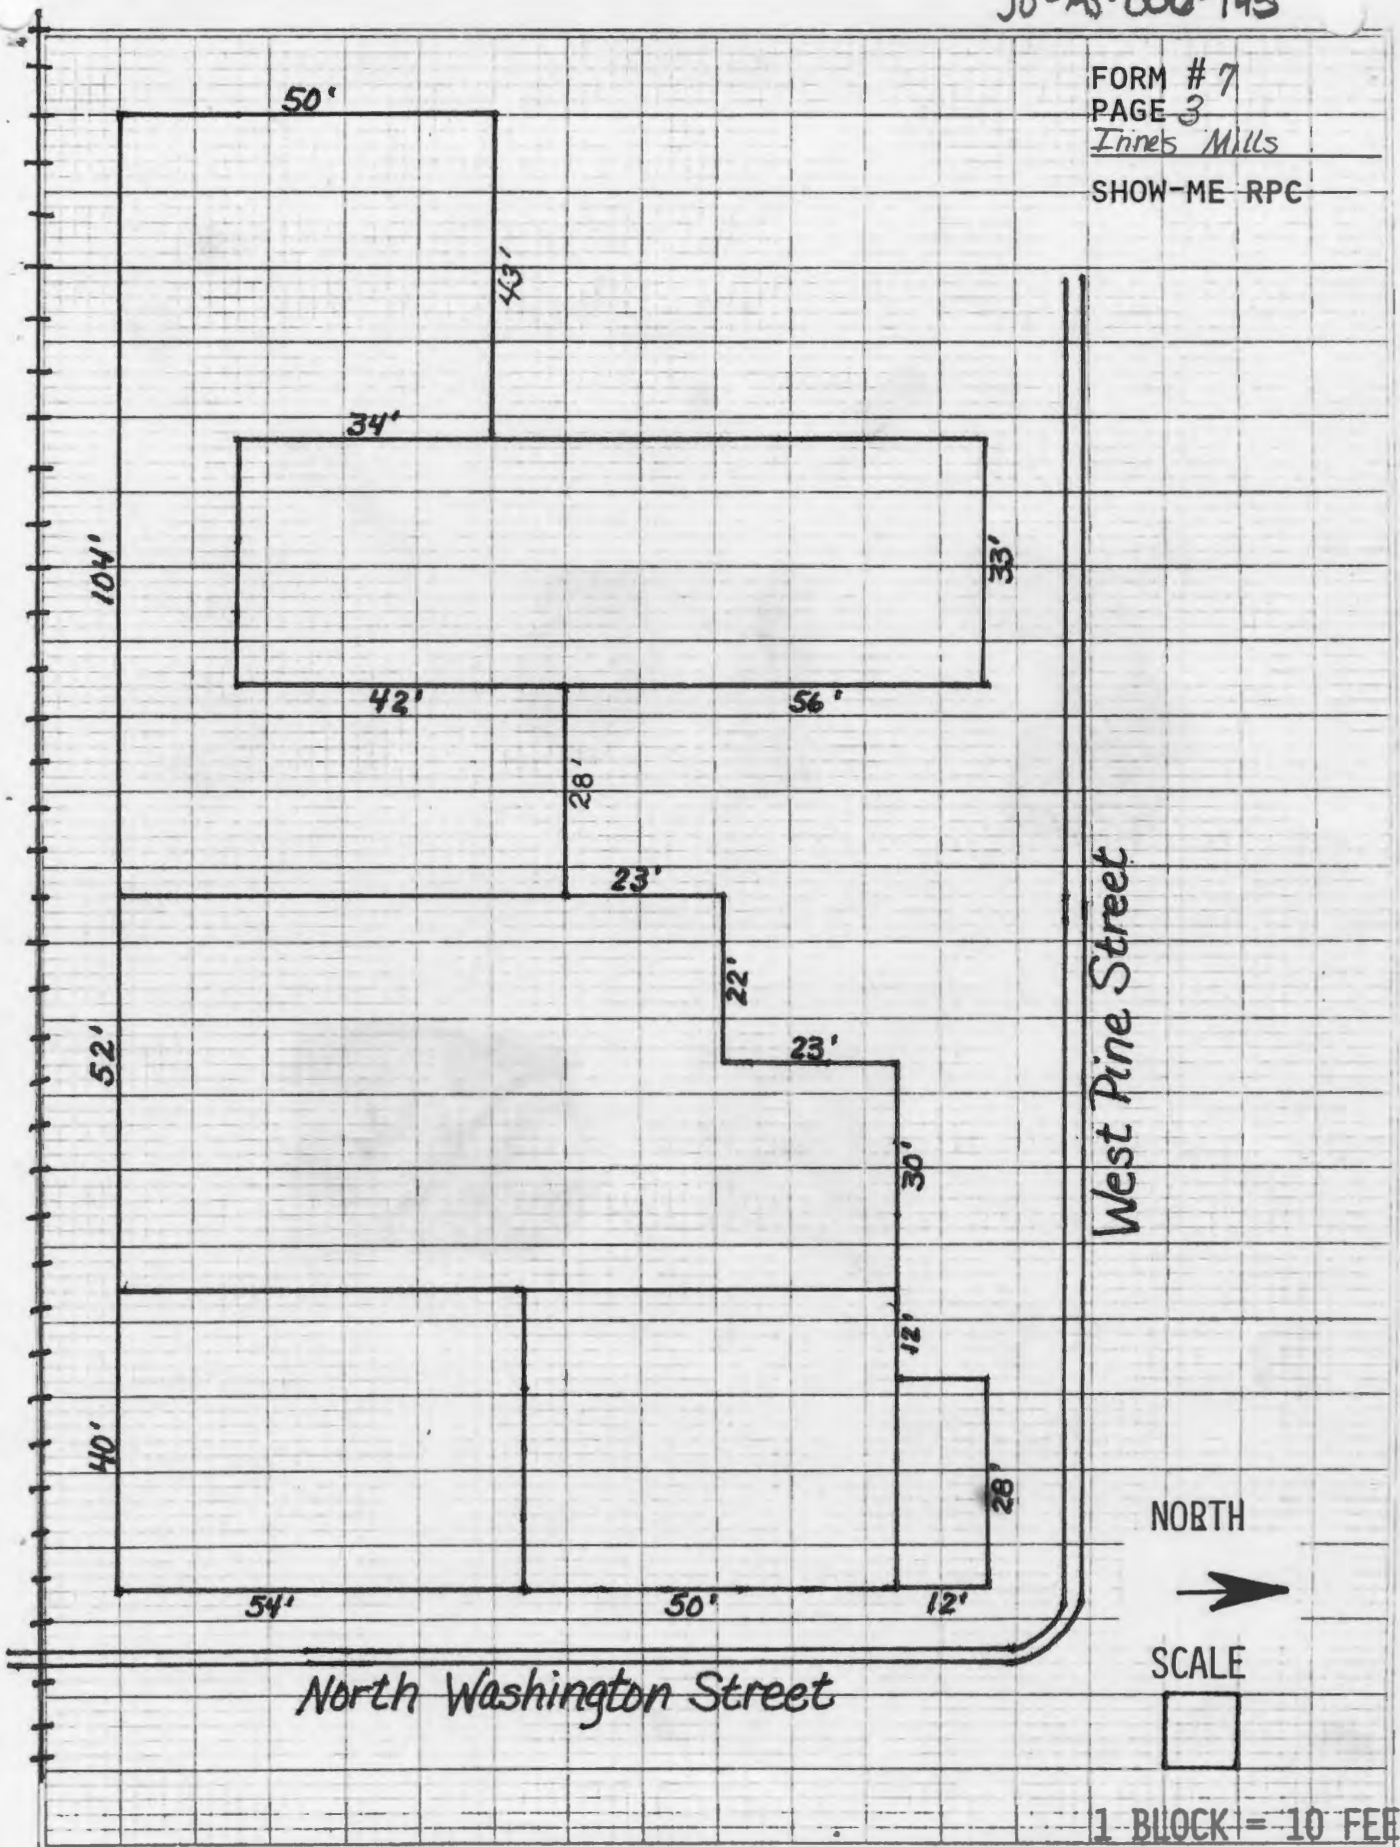 FORM # 7
PAGE 3
Innes Mills
SHOW-ME RPC
50'
43'
34'
104'
33'
42'
56'
28'
23'
22'
52'
23'
30'
12'
40'
28'
54'
50'
12'
West Pine Street
North Washington Street
NORTH
SCALE
1 BLOCK = 10 FEE